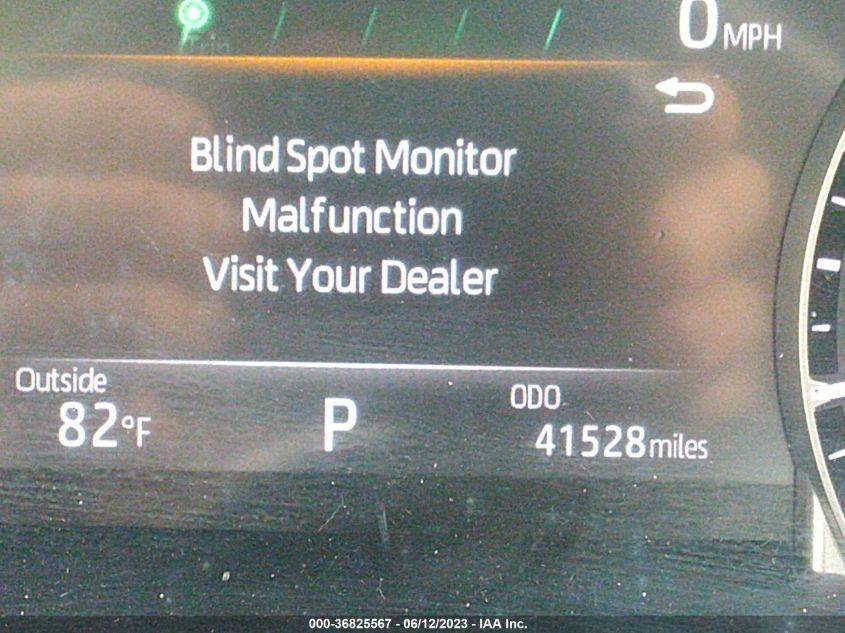 0 MPH
Blind Spot Monitor
Malfunction
Visit Your Dealer
Outside
82°F
P
ODO
41528 miles
000-36825567 - 06/12/2023 - IAA Inc.